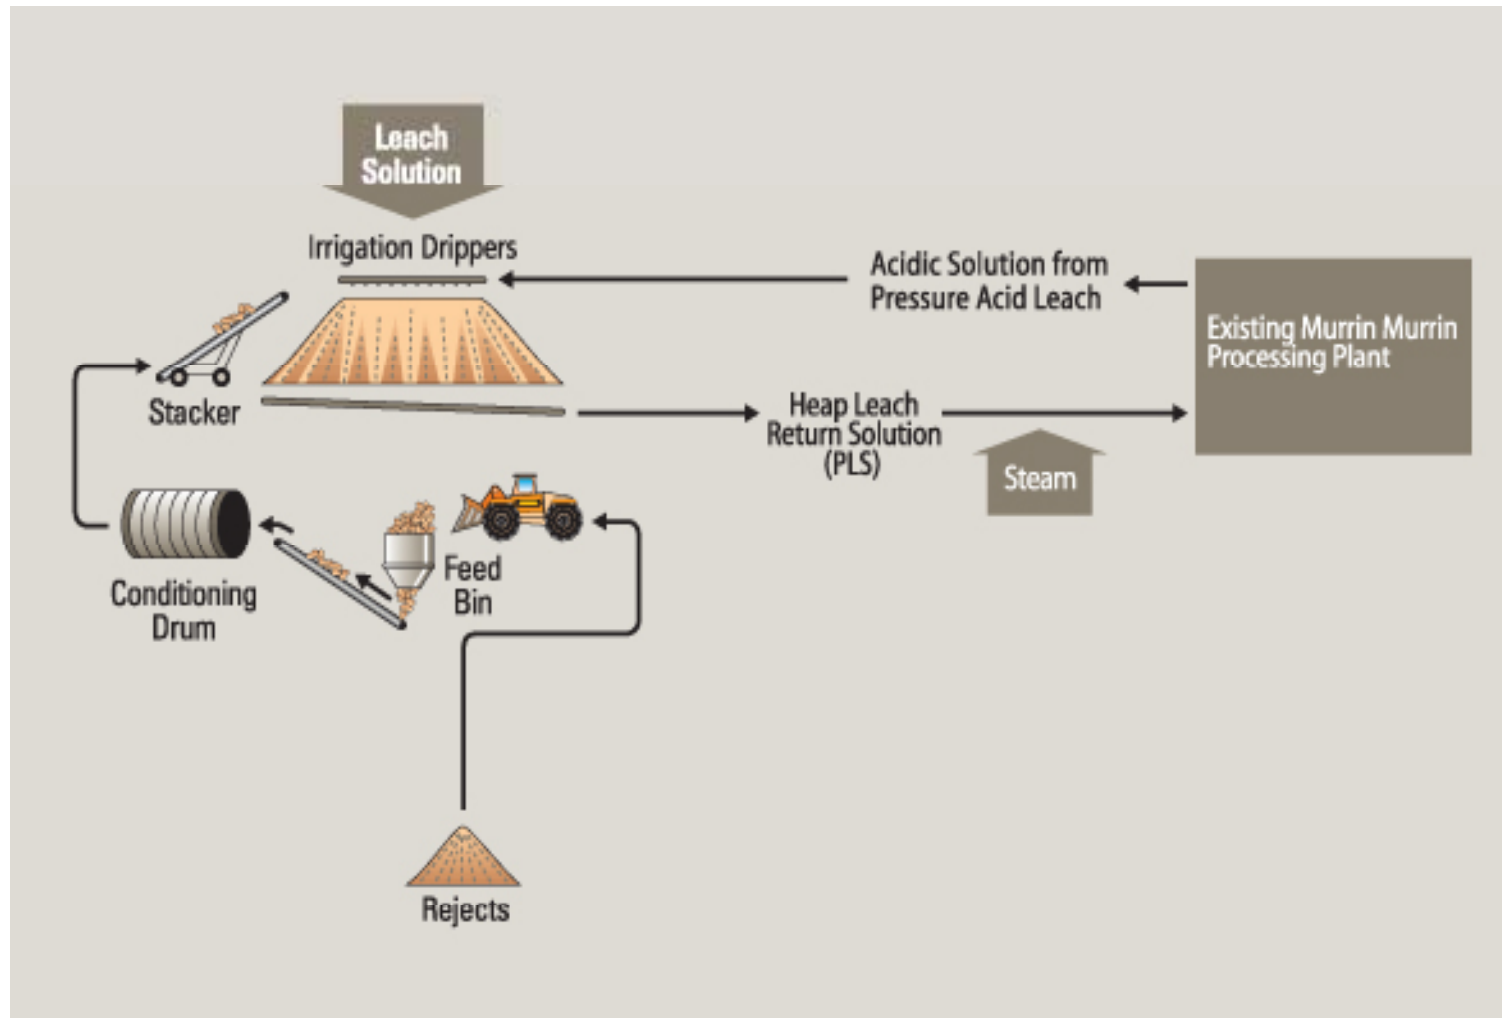 Leach
Solution
Irrigation Drippers
Acidic Solution from
Pressure Acid Leach
Existing Murrin Murrin
Processing Plant
Stacker
Heap Leach
Return Solution
(PLS)
Steam
Feed
Bin
Conditioning
Drum
Rejects